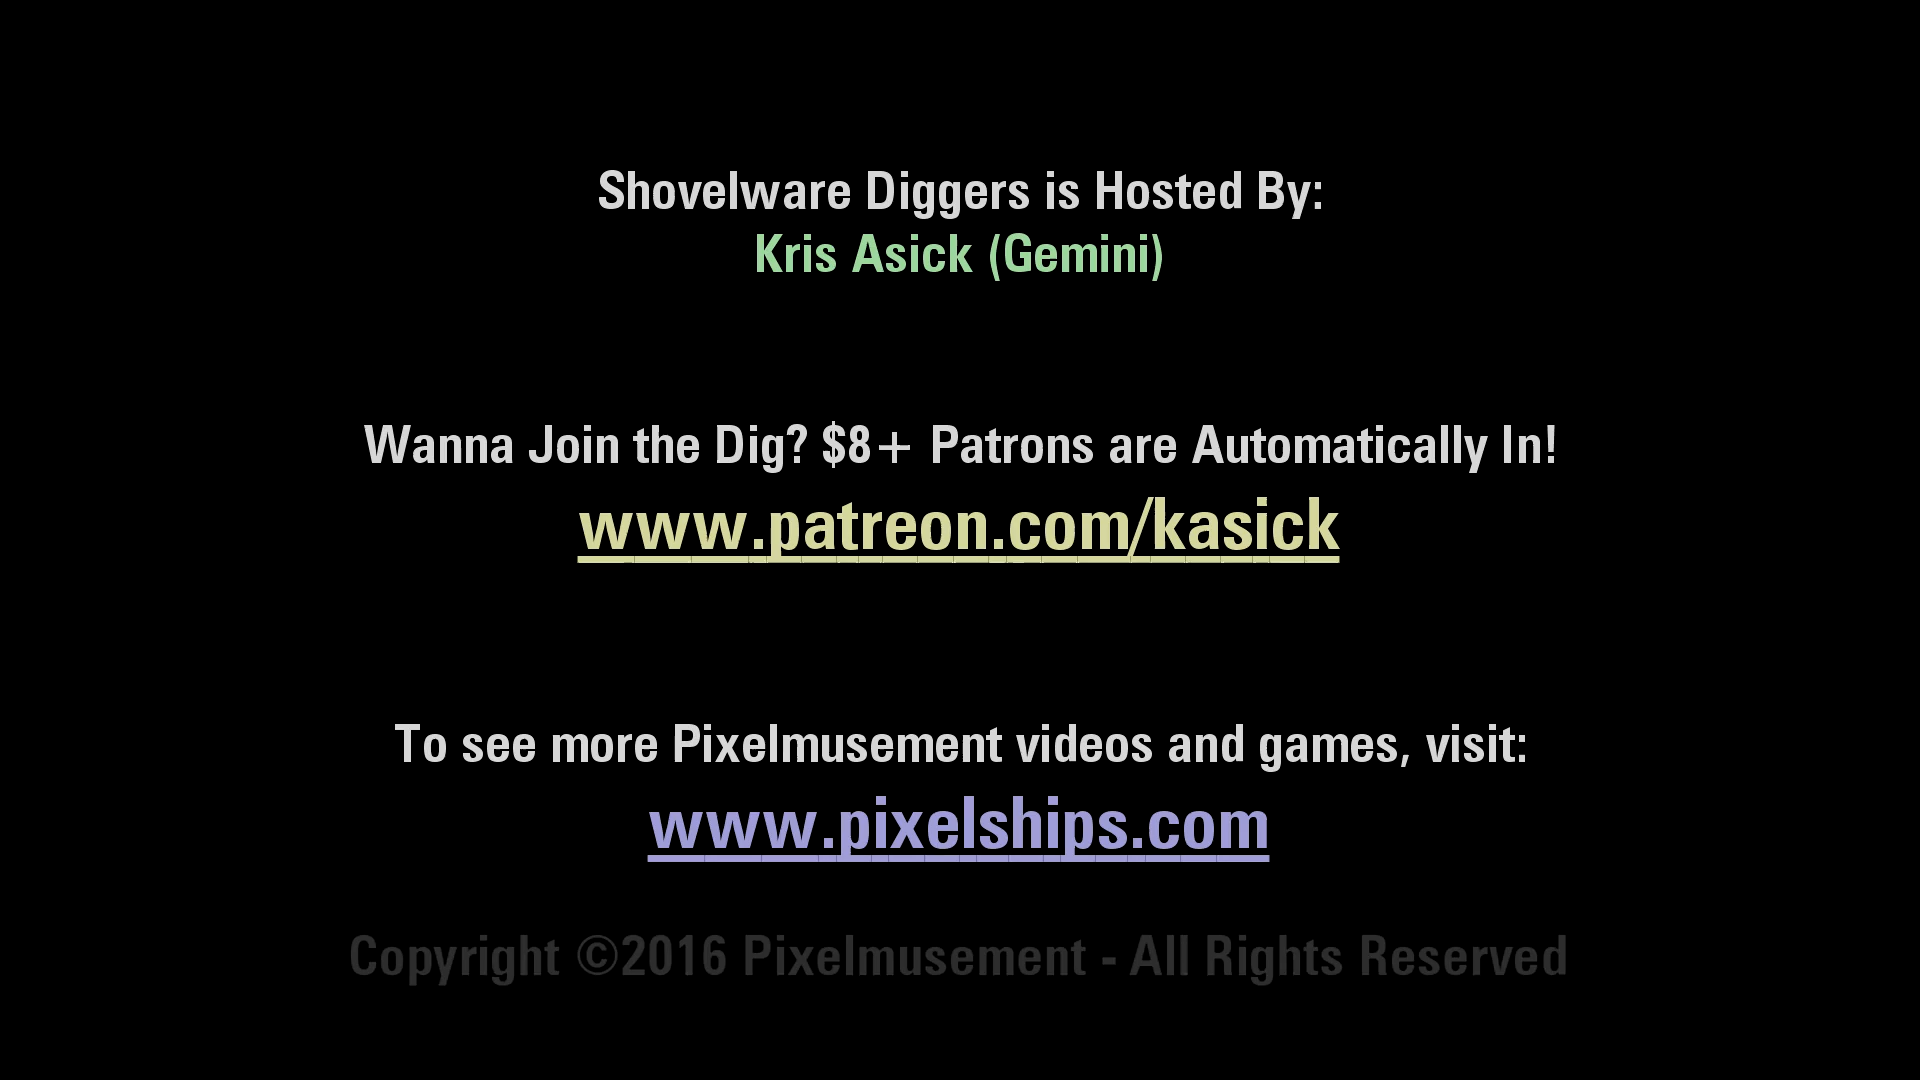 Shovelware Diggers is Hosted By:
Kris Asick (Gemini)
Wanna Join the Dig? $8+ Patrons are Automatically In!
www.patreon.com/kasick
To see more Pixelmusement videos and games, visit:
www.pixelships.com
Copyright ©2016 Pixelmusement - All Rights Reserved